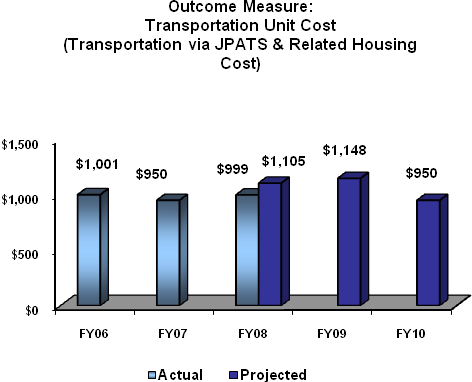 Outcome Measure:
Transportation Unit Cost
(Transportation via JPATS & Related Housing
Cost)
$1,500
$1,000
$500
$0
$1,001
$950
$999
$1,105
$1,148
$950
FY06 FY07 FY08 FY09 FY10
Actual Projected